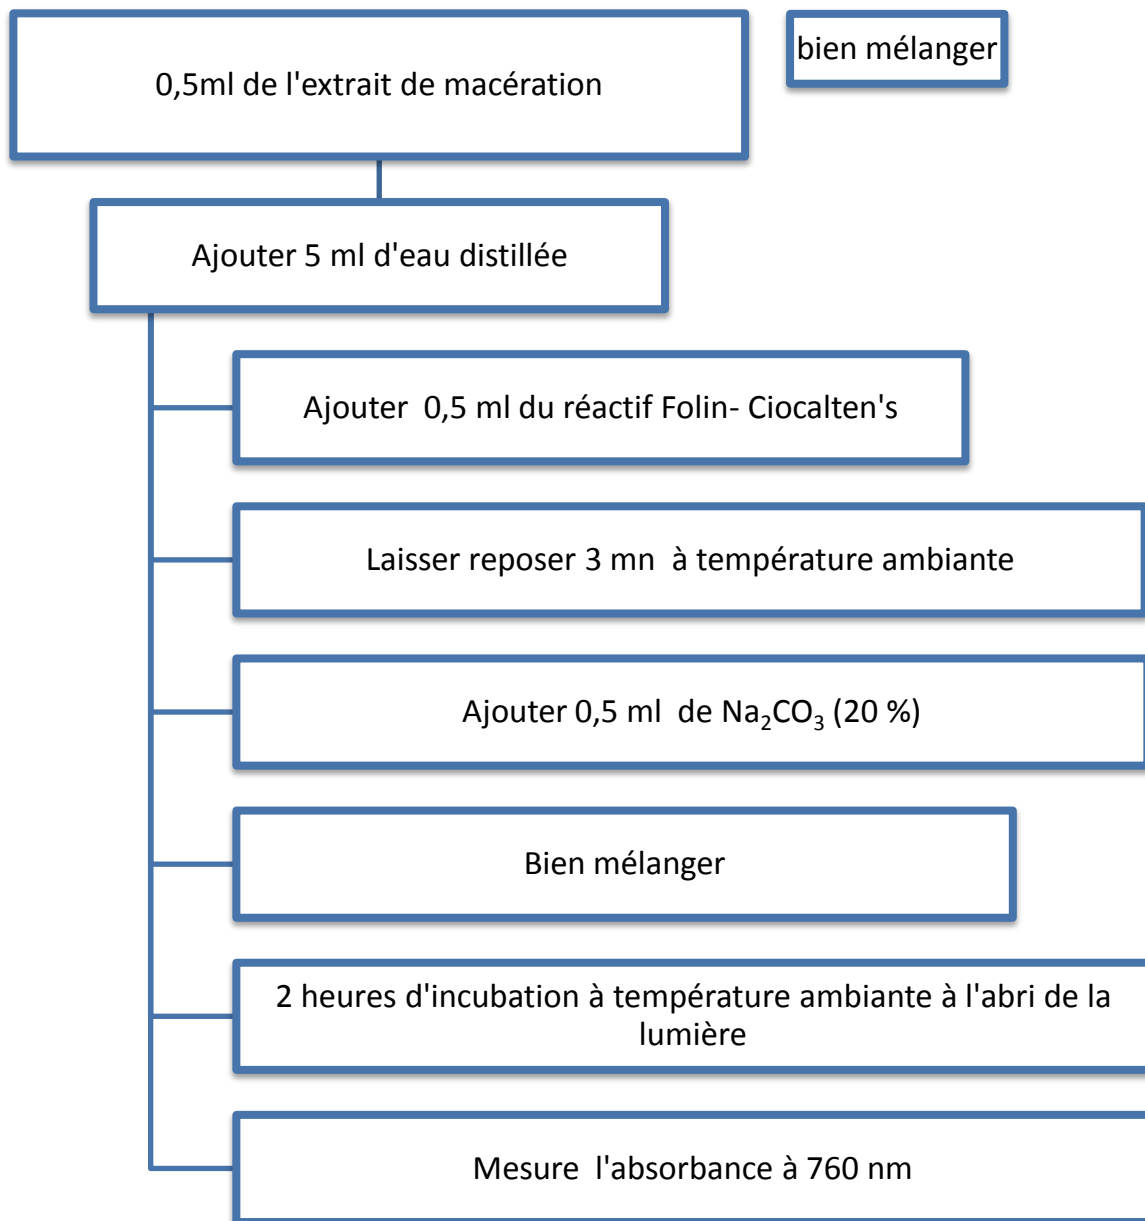 0,5ml de l'extrait de macération
bien mélanger
Ajouter 5 ml d'eau distillée
Ajouter 0,5 ml du réactif Folin- Ciocalten's
Laisser reposer 3 mn à température ambiante
Ajouter 0,5 ml de Na₂CO₃ (20 %)
Bien mélanger
2 heures d'incubation à température ambiante à l'abri de la
lumière
Mesure l'absorbance à 760 nm